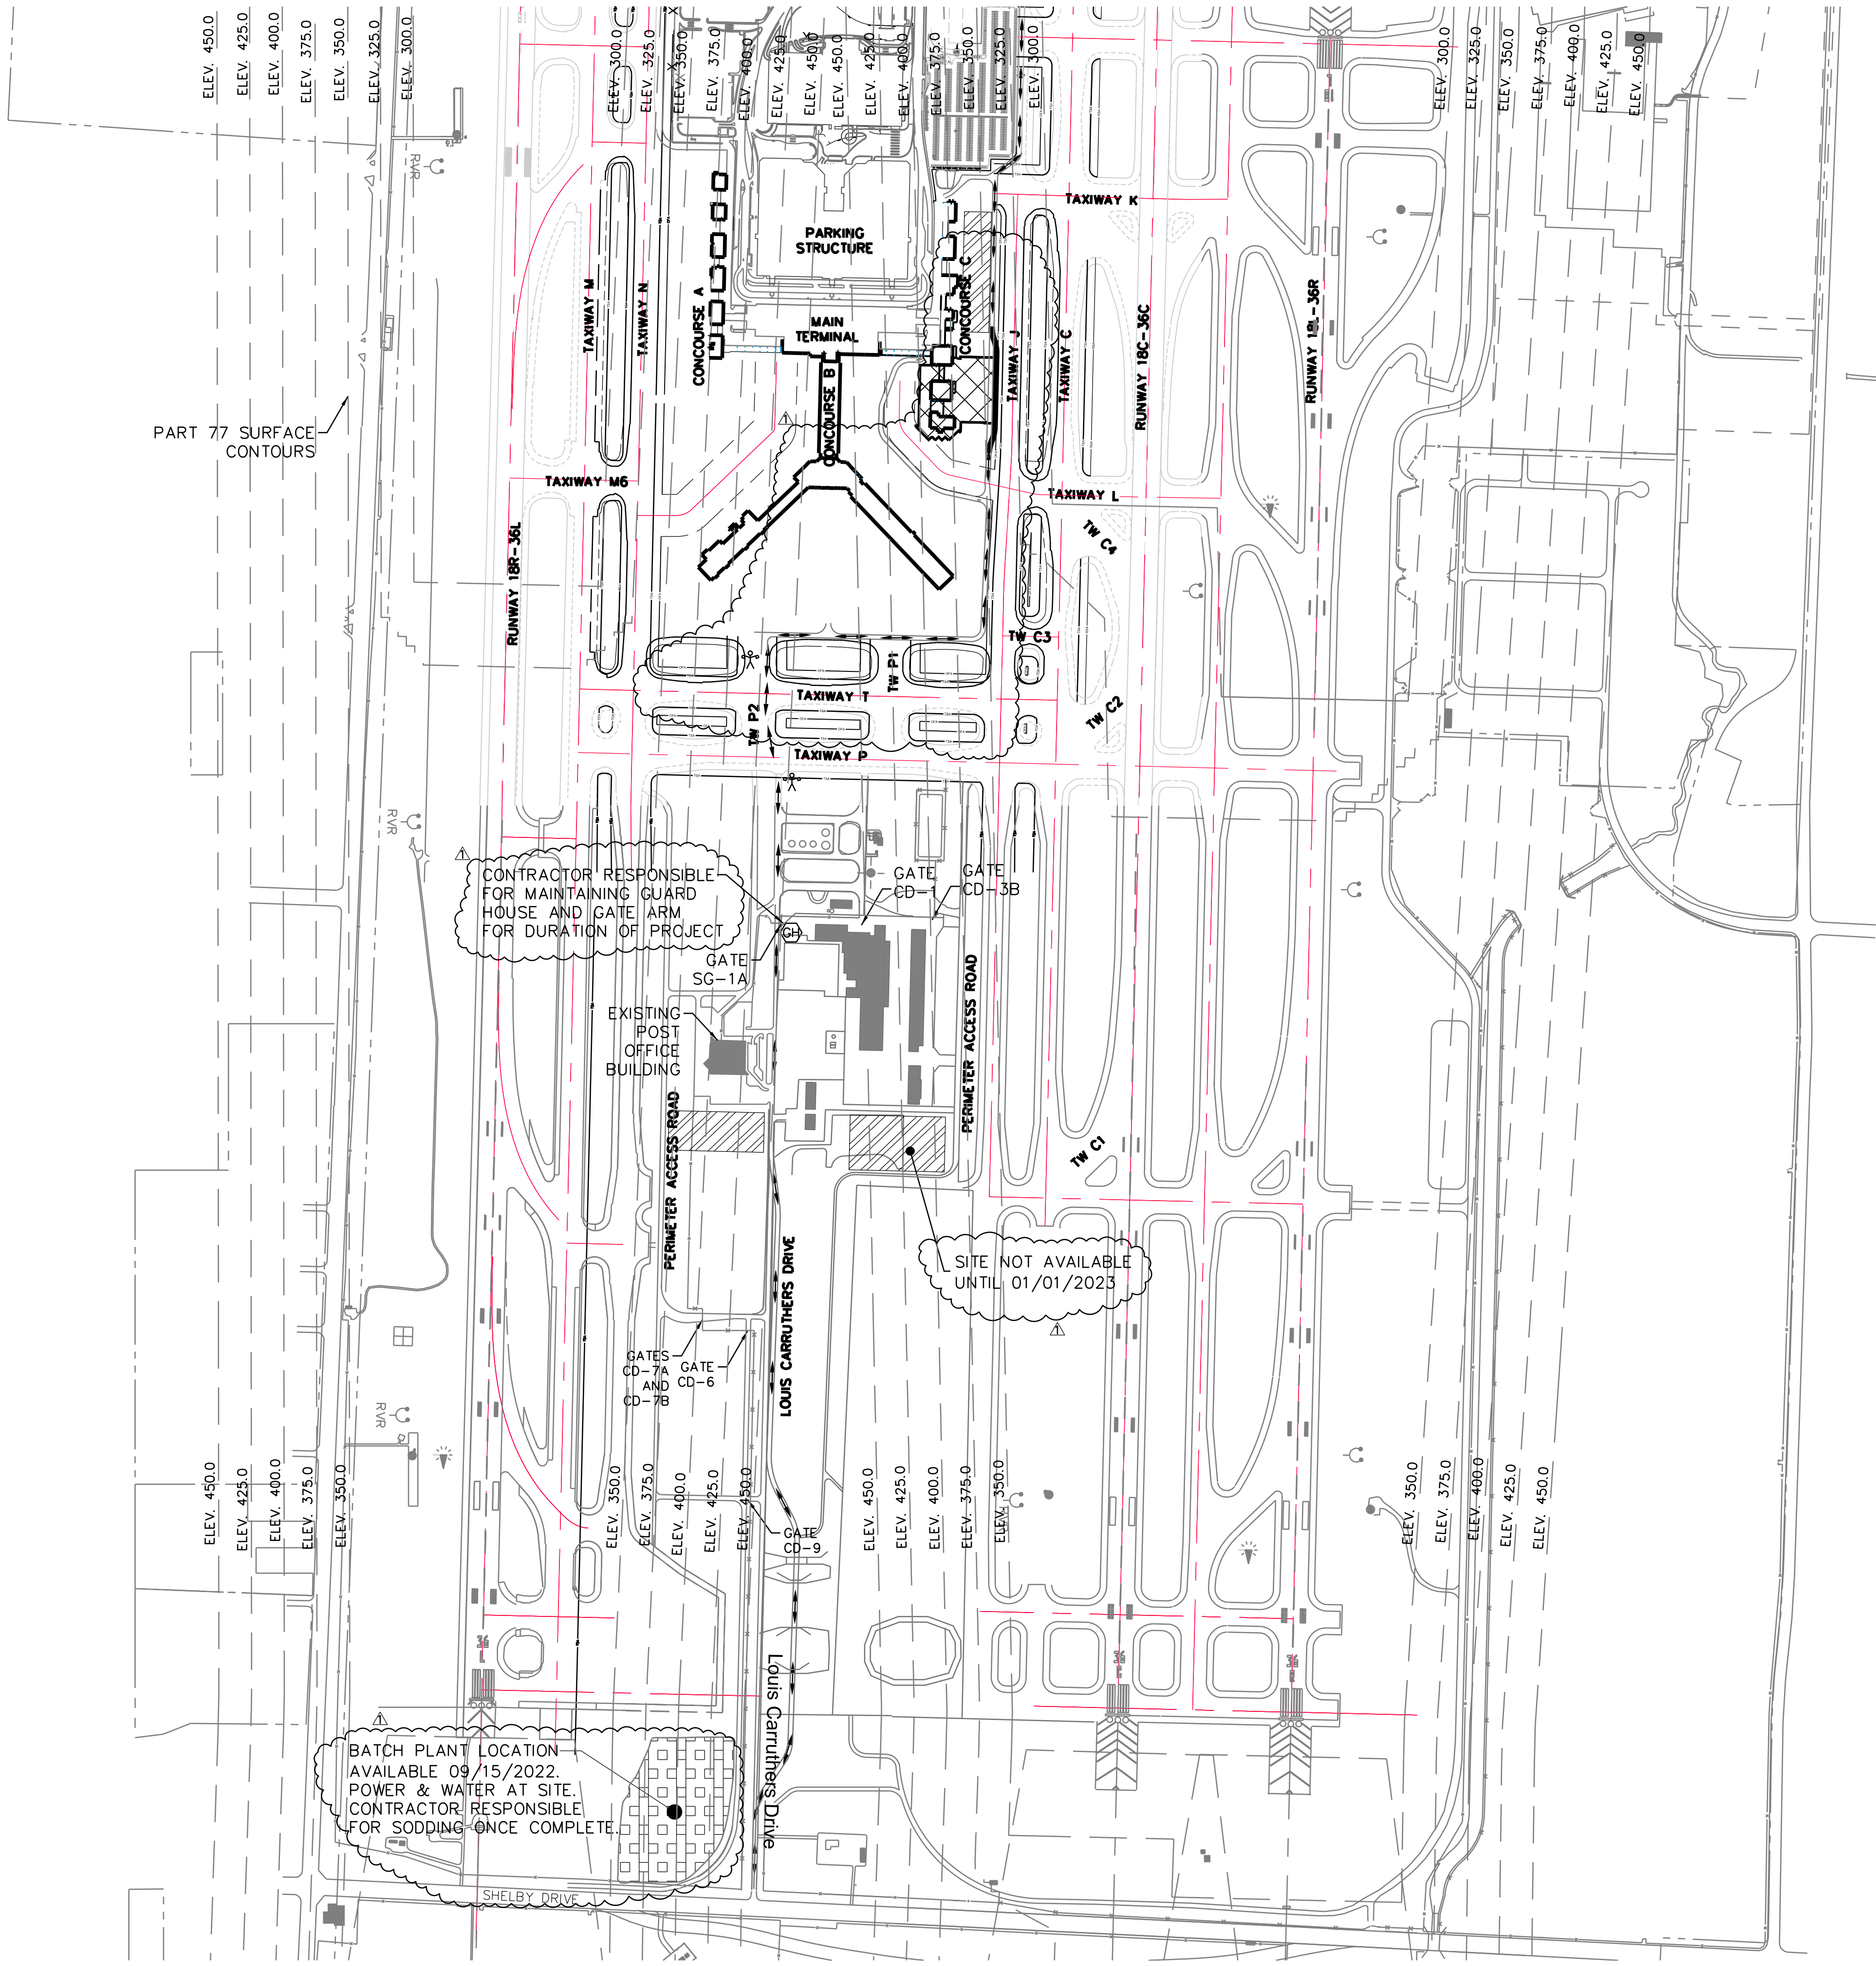 ELEV. 450.0
ELEV. 425.0
ELEV. 400.0
ELEV. 375.0
ELEV. 350.0
ELEV. 325.0
ELEV. 300.0
ELEV. 300.0
ELEV. 325.0
ELEV. 350.0
ELEV. 375.0
ELEV. 400.0
ELEV. 425.0
ELEV. 450.0
ELEV. 450.0
ELEV. 425.0
ELEV. 400.0
ELEV. 375.0
ELEV. 350.0
ELEV. 325.0
ELEV. 300.0
ELEV. 300.0
ELEV. 325.0
ELEV. 350.0
ELEV. 375.0
ELEV. 400.0
ELEV. 425.0
ELEV. 450.0
RVR
TAXIWAY K
PARKING
STRUCTURE
TAXIWAY M
TAXIWAY N
CONCOURSE A
MAIN
TERMINAL
CONCOURSE B
CONCOURSE C
TAXIWAY J
TAXIWAY C
RUNWAY 18C-36C
RUNWAY 18L-36R
PART 77 SURFACE
CONTOURS
1
TAXIWAY M6
TAXIWAY L
RUNWAY 18R-36L
TW C4
TW C3
TW P1
TAXIWAY T
TW P2
TW C2
TAXIWAY P
RVR
1
CONTRACTOR RESPONSIBLE
FOR MAINTAINING GUARD
HOUSE AND GATE ARM
FOR DURATION OF PROJECT
GATE
CD-1
GATE
CD-3B
GH
GATE
SG-1A
EXISTING
POST
OFFICE
BUILDING
PERIMETER ACCESS ROAD
PERIMETER ACCESS ROAD
TW C1
LOUIS CARRUTHERS DRIVE
SITE NOT AVAILABLE
UNTIL 01/01/2023
1
GATES
CD-7A
AND
CD-7B
GATE
CD-6
RVR
ELEV. 450.0
ELEV. 425.0
ELEV. 400.0
ELEV. 375.0
ELEV. 350.0
ELEV. 350.0
ELEV. 375.0
ELEV. 400.0
ELEV. 425.0
ELEV. 450.0
GATE
CD-9
ELEV. 450.0
ELEV. 425.0
ELEV. 400.0
ELEV. 375.0
ELEV. 350.0
ELEV. 350.0
ELEV. 375.0
ELEV. 400.0
ELEV. 425.0
ELEV. 450.0
Louis Carruthers Drive
1
BATCH PLANT LOCATION
AVAILABLE 09/15/2022.
POWER & WATER AT SITE.
CONTRACTOR RESPONSIBLE
FOR SODDING ONCE COMPLETE.
SHELBY DRIVE